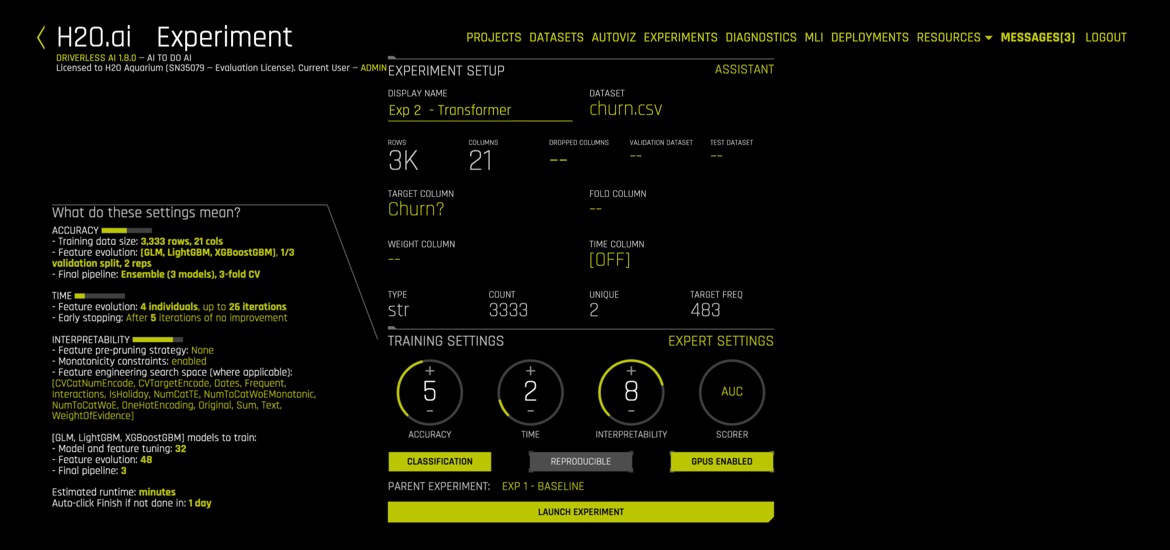 H2O.ai Experiment
PROJECTS DATASETS AUTOVIZ EXPERIMENTS DIAGNOSTICS MLI DEPLOYMENTS RESOURCES MESSAGES[3] LOGOUT
DRIVERLESS AI 1.8.0 – AI TO DO AI
Licensed to H2O Aquarium (SN35079 – Evaluation License). Current User – ADMIN
EXPERIMENT SETUP
ASSISTANT
DISPLAY NAME
Exp 2 - Transformer
DATASET
churn.csv
ROWS
3K
COLUMNS
21
DROPPED COLUMNS
--
VALIDATION DATASET
--
TEST DATASET
--
TARGET COLUMN
Churn?
FOLD COLUMN
--
WEIGHT COLUMN
--
TIME COLUMN
[OFF]
TYPE
str
COUNT
3333
UNIQUE
2
TARGET FREQ
483
What do these settings mean?
ACCURACY
- Training data size: 3,333 rows, 21 cols
- Feature evolution: [GLM, LightGBM, XGBoostGBM], 1/3
validation split, 2 reps
- Final pipeline: Ensemble (3 models), 3-fold CV
TIME
- Feature evolution: 4 individuals, up to 26 iterations
- Early stopping: After 5 iterations of no improvement
INTERPRETABILITY
- Feature pre-pruning strategy: None
- Monotonicity constraints: enabled
- Feature engineering search space (where applicable):
[CVCatNumEncode, CVTargetEncode, Dates, Frequent,
Interactions, IsHoliday, NumCatTE, NumToCatWoEMonotonic,
NumToCatWoE, OneHotEncoding, Original, Sum, Text,
WeightOfEvidence]
[GLM, LightGBM, XGBoostGBM] models to train:
- Model and feature tuning: 32
- Feature evolution: 48
- Final pipeline: 3
Estimated runtime: minutes
Auto-click Finish if not done in: 1 day
TRAINING SETTINGS
EXPERT SETTINGS
+
5
-
ACCURACY
+
2
-
TIME
+
8
-
INTERPRETABILITY
AUC
SCORER
CLASSIFICATION
REPRODUCIBLE
GPUS ENABLED
PARENT EXPERIMENT: EXP 1 - BASELINE
LAUNCH EXPERIMENT